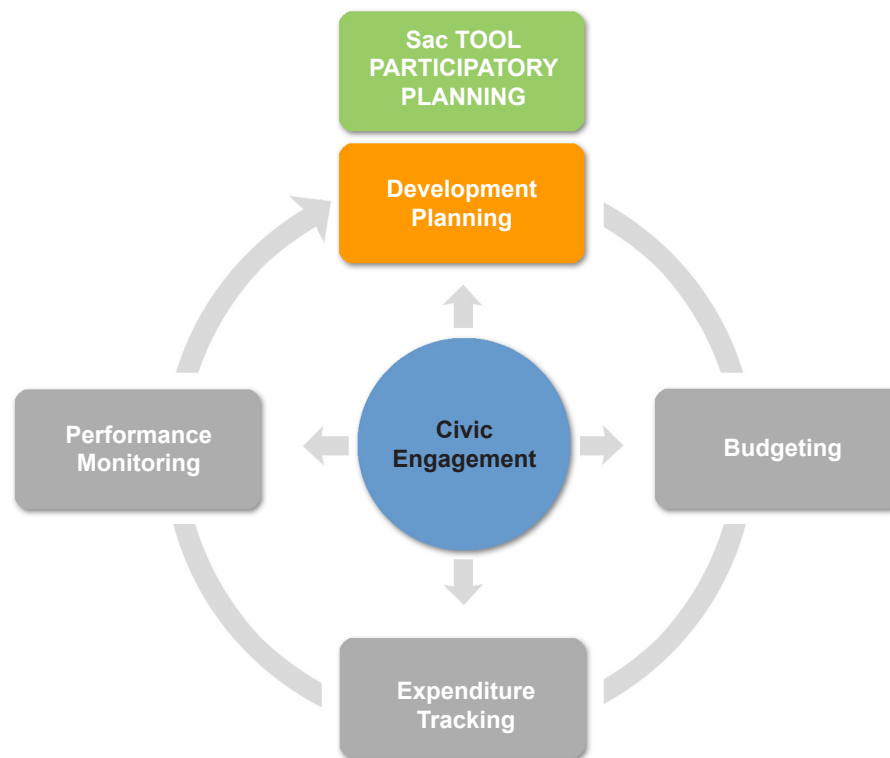 Sac TOOL
PARTICIPATORY
PLANNING
Development
Planning
Performance
Monitoring
Civic
Engagement
Budgeting
Expenditure
Tracking